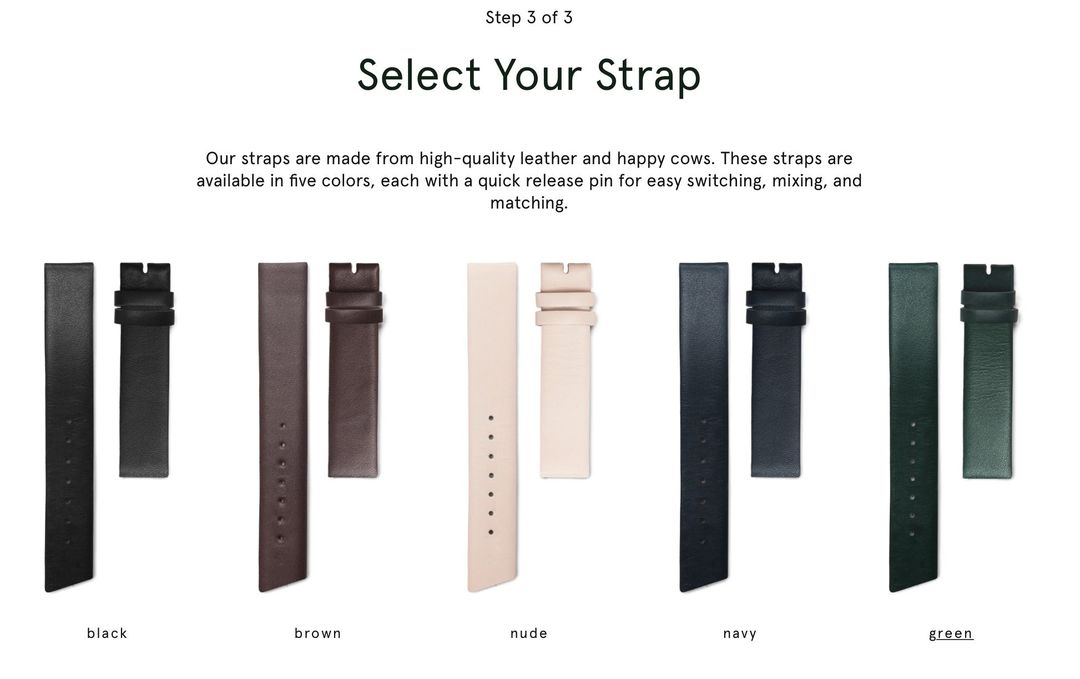 Step 3 of 3
Select Your Strap
Our straps are made from high-quality leather and happy cows. These straps are
available in five colors, each with a quick release pin for easy switching, mixing, and
matching.
black
brown
nude
navy
green